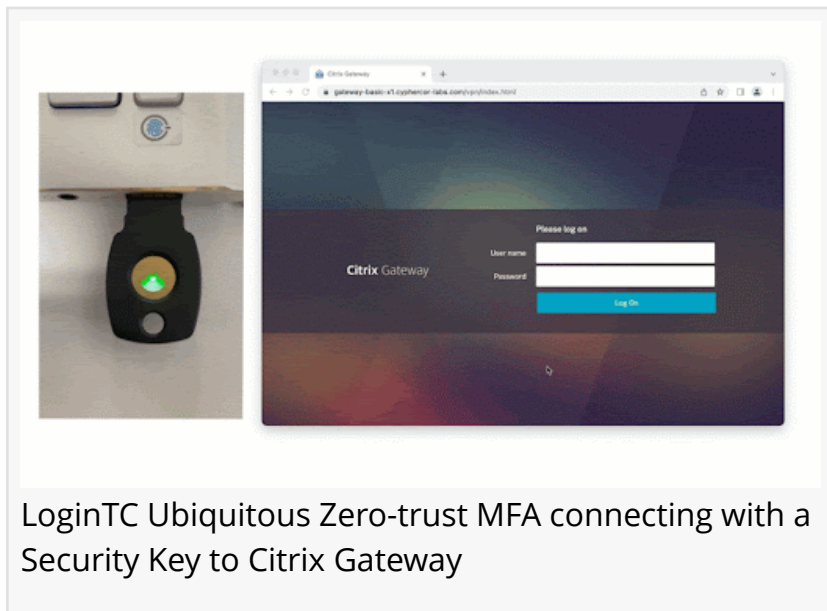 Citrix Gateway
gateway-basic-x1.cyphercor-labs.com/vpn/index.html
Please log on
User name
Citrix Gateway
Password
Log On
LoginTC Ubiquitous Zero-trust MFA connecting with a
Security Key to Citrix Gateway